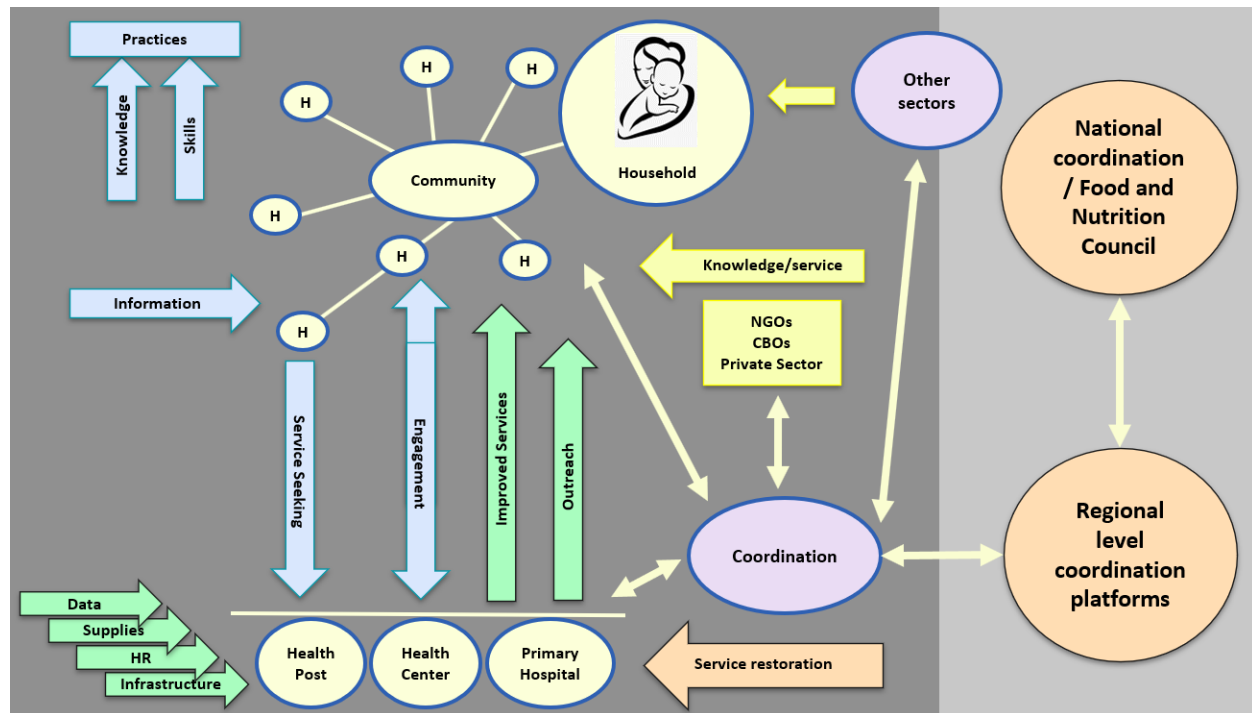 Practices
Knowledge
Skills
H
H
H
H
H
H
H
Community
Household
Other
sectors
National
coordination
/ Food and
Nutrition
Council
Information
Knowledge/service
NGOs
CBOs
Private Sector
Service Seeking
Engagement
Improved Services
Outreach
Coordination
Regional
level
coordination
platforms
Data
Supplies
HR
Infrastructure
Health
Post
Health
Center
Primary
Hospital
Service restoration